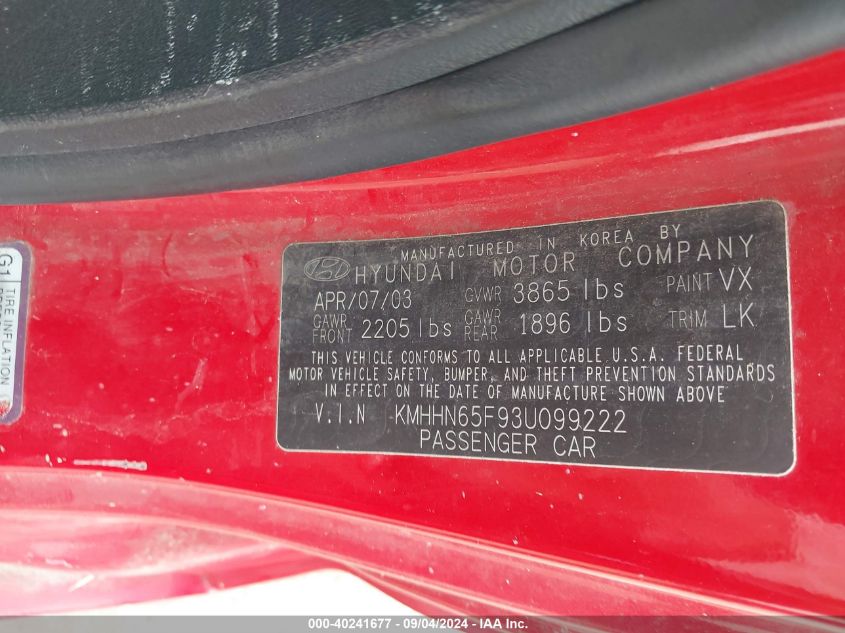 MANUFACTURED IN KOREA BY
HYUNDAI MOTOR COMPANY
APR/07/03 GVWR 3865 lbs PAINT VX
GAWR FRONT 2205 lbs GAWR REAR 1896 lbs TRIM LK
THIS VEHICLE CONFORMS TO ALL APPLICABLE U.S.A. FEDERAL
MOTOR VEHICLE SAFETY, BUMPER, AND THEFT PREVENTION STANDARDS
IN EFFECT ON THE DATE OF MANUFACTURE SHOWN ABOVE
V.I.N KMHHN65F93U099222
PASSENGER CAR
G1
TIRE INFLATION
000-40241677 - 09/04/2024 - IAAI.com